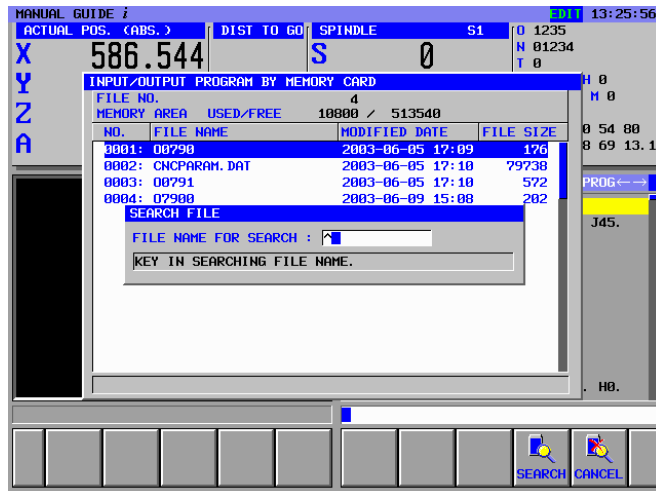 MANUAL GUIDE i EDIT 13:25:56
ACTUAL POS. (ABS.) DIST TO GO SPINDLE S1 O 1235
X 586.544 S 0 N 01234
T 0
Y INPUT/OUTPUT PROGRAM BY MEMORY CARD H 0
FILE NO. 4 M 0
Z MEMORY AREA USED/FREE 10800 / 513540
NO. FILE NAME MODIFIED DATE FILE SIZE 0 54 80
A 0001: O0790 2003-06-05 17:09 176 8 69 13.1
0002: CNCPARAM.DAT 2003-06-05 17:10 79738
0003: O0791 2003-06-05 17:10 572 PROG←→
0004: O7900 2003-06-09 15:08 202
SEARCH FILE
J45.
FILE NAME FOR SEARCH : ^
KEY IN SEARCHING FILE NAME.
. H0.
SEARCH CANCEL